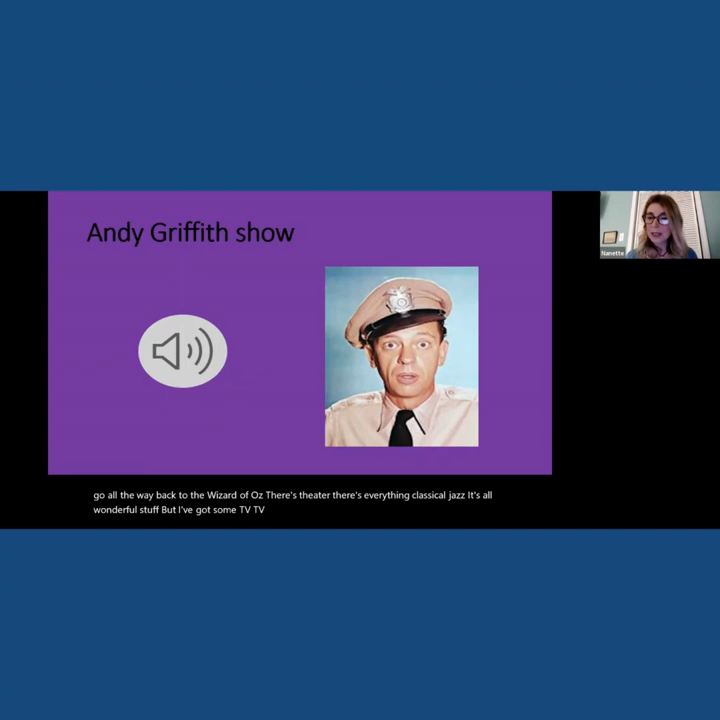 Andy Griffith show
Nanette
go all the way back to the Wizard of Oz There's theater there's everything classical jazz It's all
wonderful stuff But I've got some TV TV